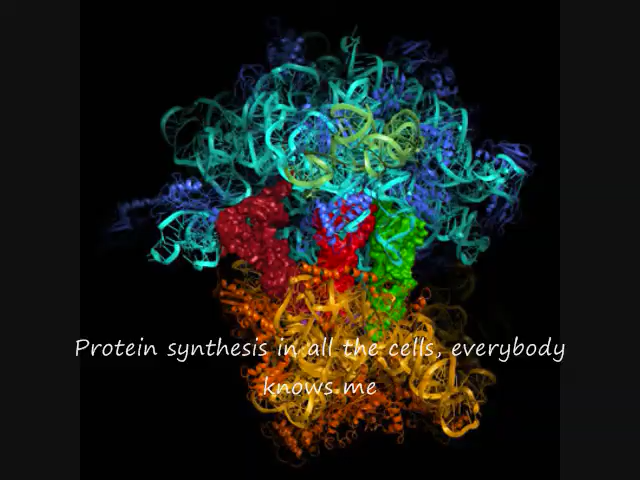 Protein synthesis in all the cells, everybody
knows me